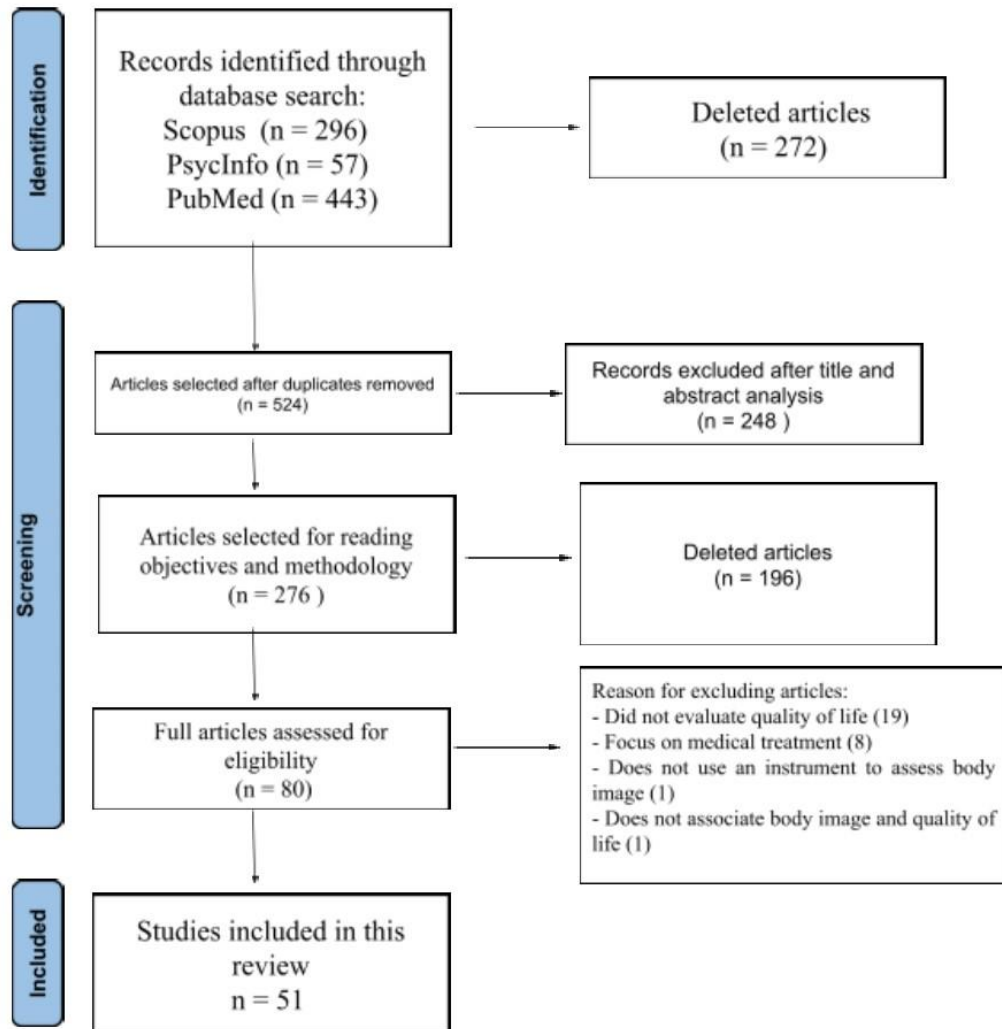 Identification
Records identified through
database search:
Scopus (n = 296)
PsycInfo (n = 57)
PubMed (n = 443)
Deleted articles
(n = 272)
Screening
Articles selected after duplicates removed
(n = 524)
Records excluded after title and
abstract analysis
(n = 248 )
Articles selected for reading
objectives and methodology
(n = 276 )
Deleted articles
(n = 196)
Full articles assessed for
eligibility
(n = 80)
Reason for excluding articles:
- Did not evaluate quality of life (19)
- Focus on medical treatment (8)
- Does not use an instrument to assess body
image (1)
- Does not associate body image and quality of
life (1)
Included
Studies included in this
review
n = 51